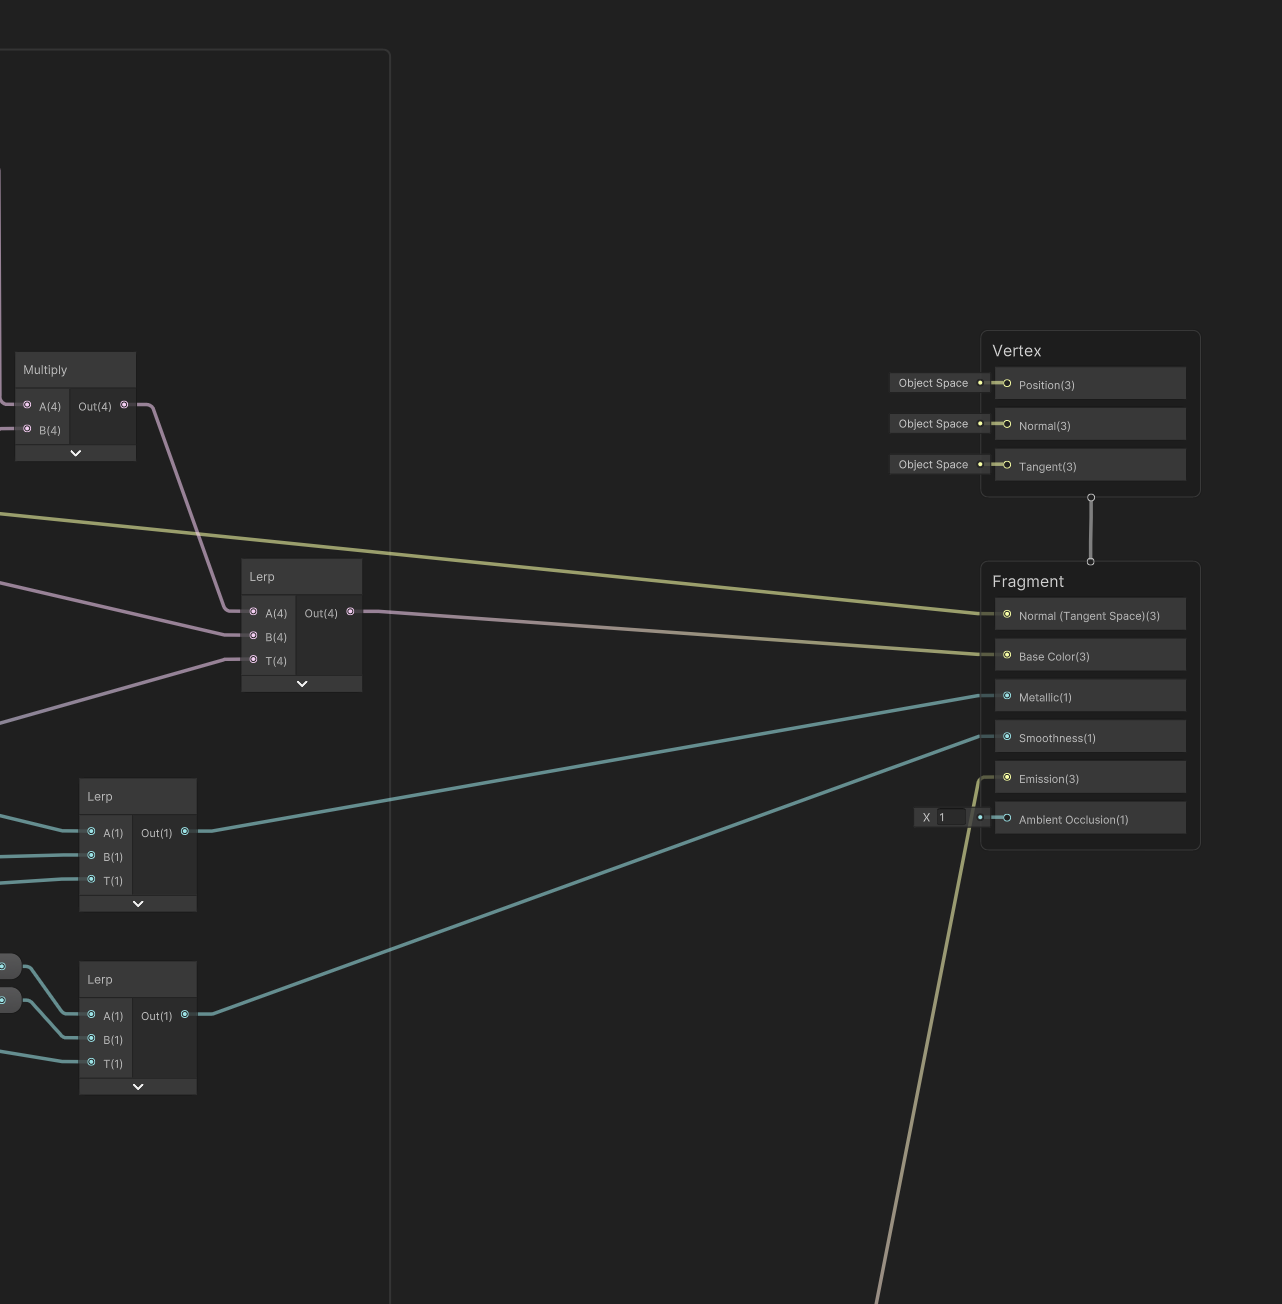 Multiply
A(4) Out(4)
B(4)
Lerp
A(4) Out(4)
B(4)
T(4)
Lerp
A(1) Out(1)
B(1)
T(1)
Lerp
A(1) Out(1)
B(1)
T(1)
Vertex
Object Space Position(3)
Object Space Normal(3)
Object Space Tangent(3)
Fragment
Normal (Tangent Space)(3)
Base Color(3)
Metallic(1)
Smoothness(1)
Emission(3)
X 1 Ambient Occlusion(1)